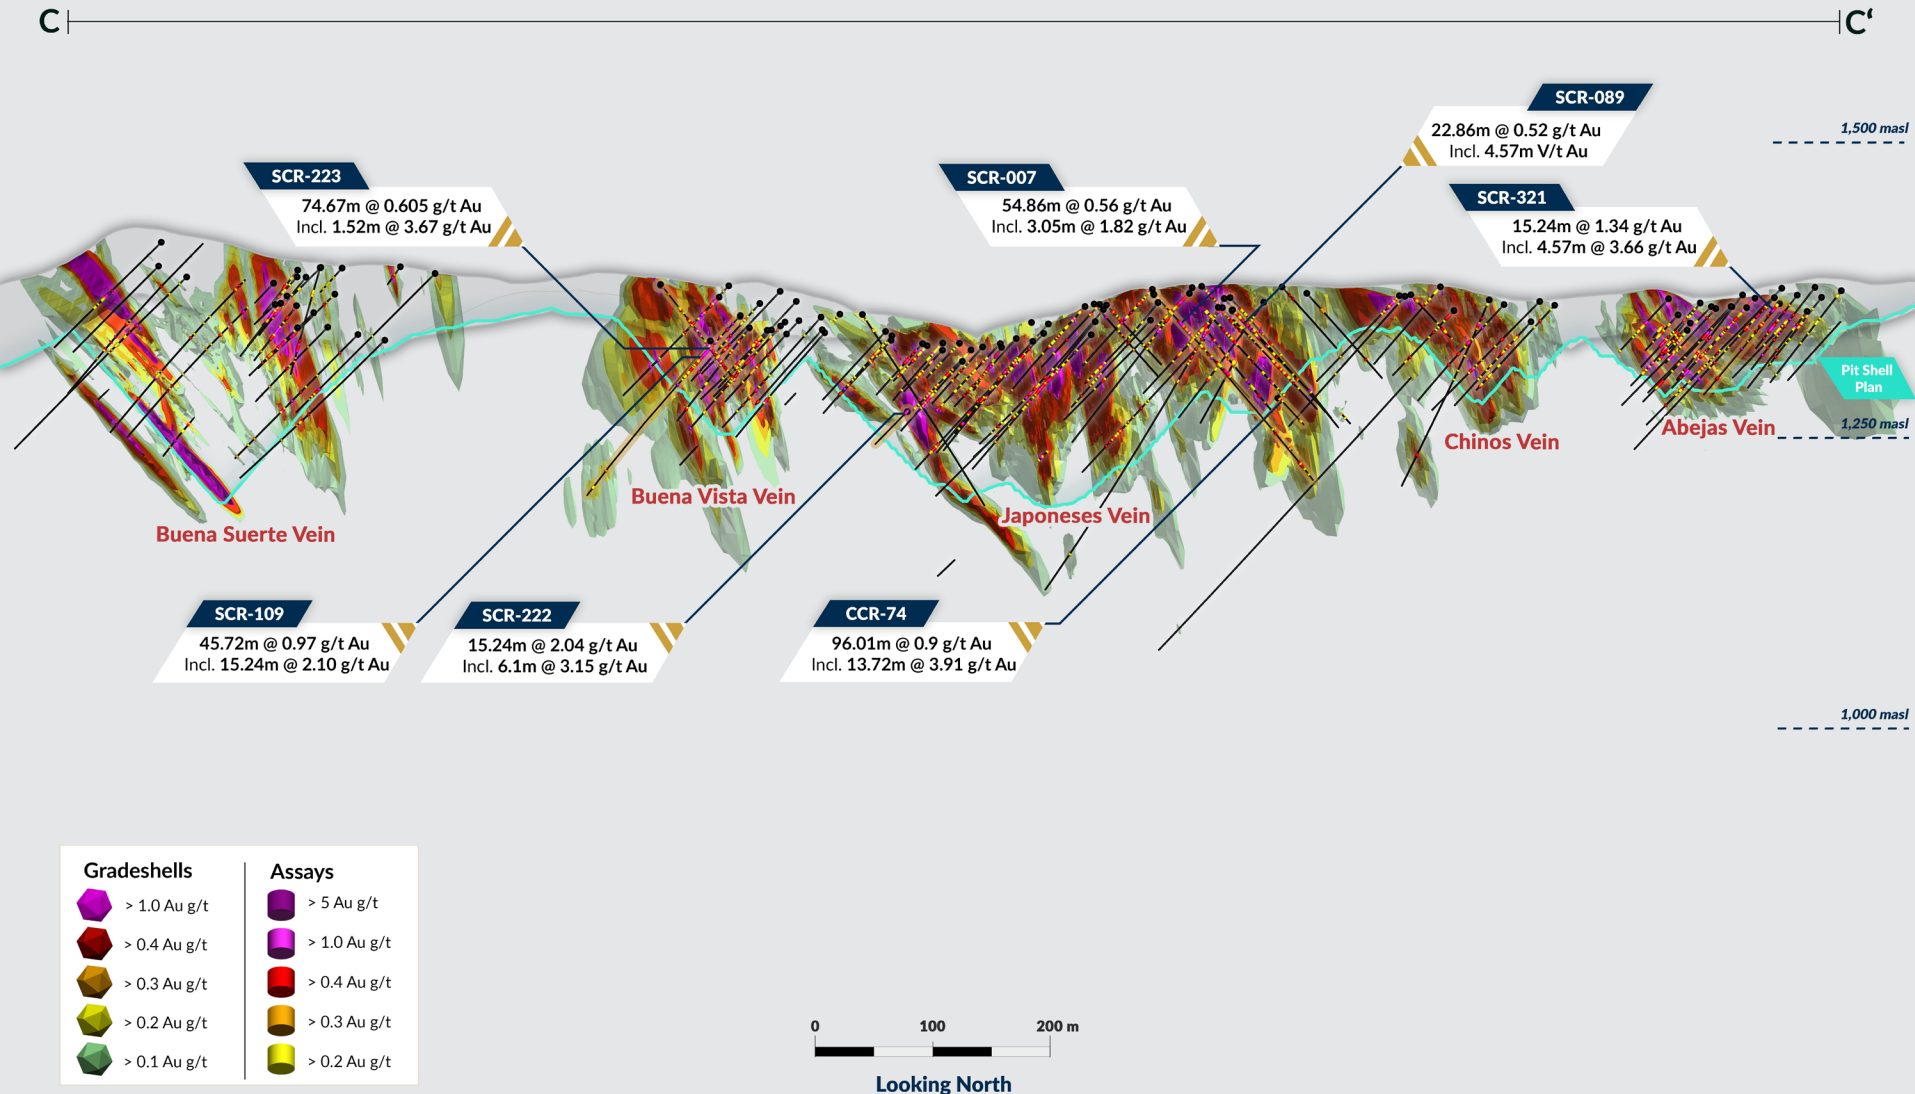 C
C‘
SCR-089
22.86m @ 0.52 g/t Au
Incl. 4.57m V/t Au
1,500 masl
SCR-223
74.67m @ 0.605 g/t Au
Incl. 1.52m @ 3.67 g/t Au
SCR-007
54.86m @ 0.56 g/t Au
Incl. 3.05m @ 1.82 g/t Au
SCR-321
15.24m @ 1.34 g/t Au
Incl. 4.57m @ 3.66 g/t Au
Pit Shell
Plan
1,250 masl
Abejas Vein
Chinos Vein
Buena Vista Vein
Japoneses Vein
Buena Suerte Vein
SCR-109
45.72m @ 0.97 g/t Au
Incl. 15.24m @ 2.10 g/t Au
SCR-222
15.24m @ 2.04 g/t Au
Incl. 6.1m @ 3.15 g/t Au
CCR-74
96.01m @ 0.9 g/t Au
Incl. 13.72m @ 3.91 g/t Au
1,000 masl
Gradeshells
> 1.0 Au g/t
> 0.4 Au g/t
> 0.3 Au g/t
> 0.2 Au g/t
> 0.1 Au g/t
Assays
> 5 Au g/t
> 1.0 Au g/t
> 0.4 Au g/t
> 0.3 Au g/t
> 0.2 Au g/t
0 100 200 m
Looking North